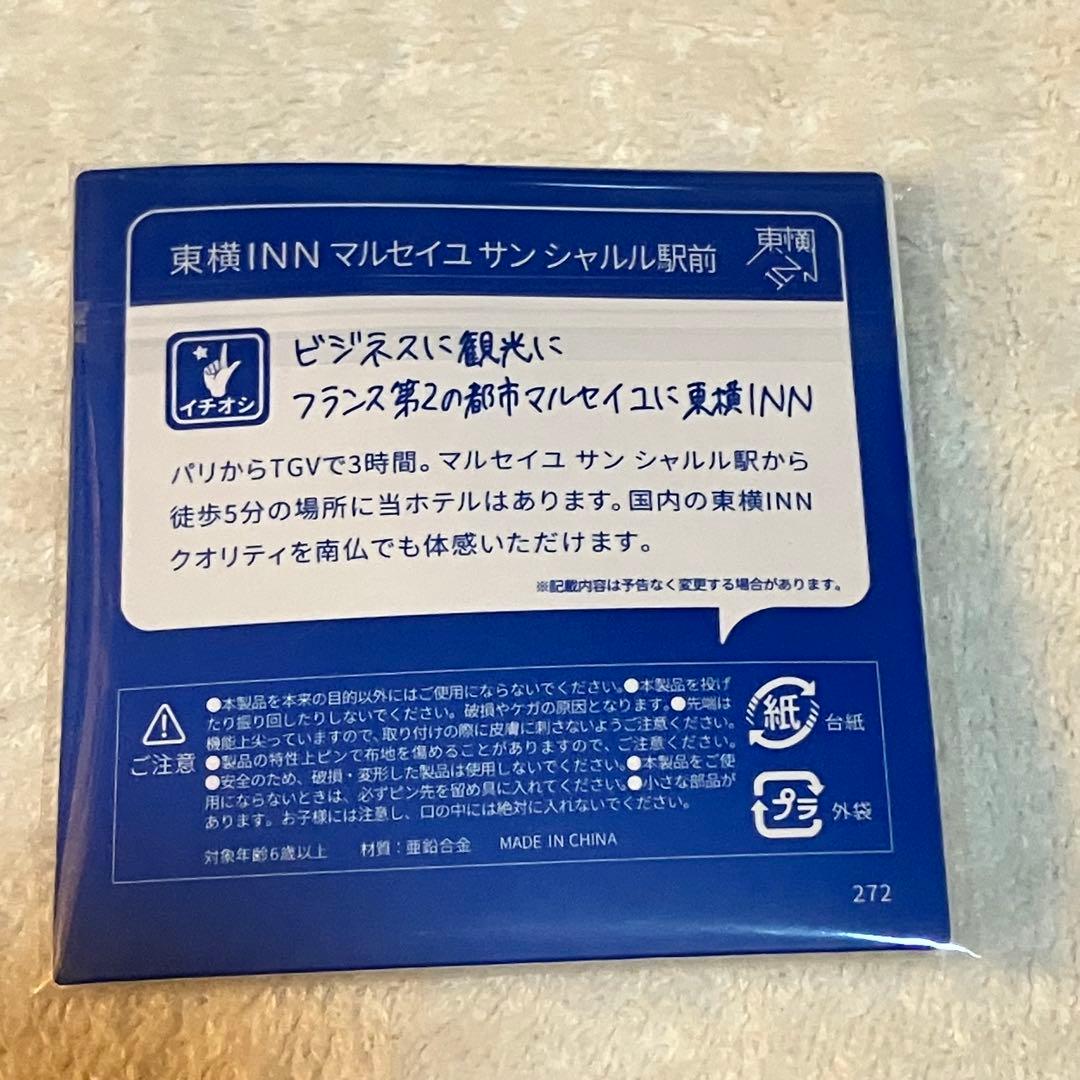 東横INN マルセイユ サン シャルル駅前
東横INN
イチオシ
ビジネスに観光に
フランス第2の都市マルセイユに東横INN
パリからTGVで3時間。マルセイユ サン シャルル駅から
徒歩5分の場所に当ホテルはあります。国内の東横INN
クオリティを南仏でも体感いただけます。
※記載内容は予告なく変更する場合があります。
ご注意
●本製品を本来の目的以外にはご使用にならないでください。●本製品を投げ
たり振り回したりしないでください。破損やケガの原因となります。●先端は
機能上尖っていますので、取り付けの際に皮膚に刺さないようご注意ください。
●製品の特性上ピンで布地を傷めることがありますので、ご注意ください。
●安全のため、破損・変形した製品は使用しないでください。●本製品をご使
用にならないときは、必ずピン先を留め具に入れてください。●小さな部品が
あります。お子様には注意し、口の中には絶対に入れないでください。
対象年齢6歳以上 材質：亜鉛合金 MADE IN CHINA
紙 台紙
プラ 外袋
272